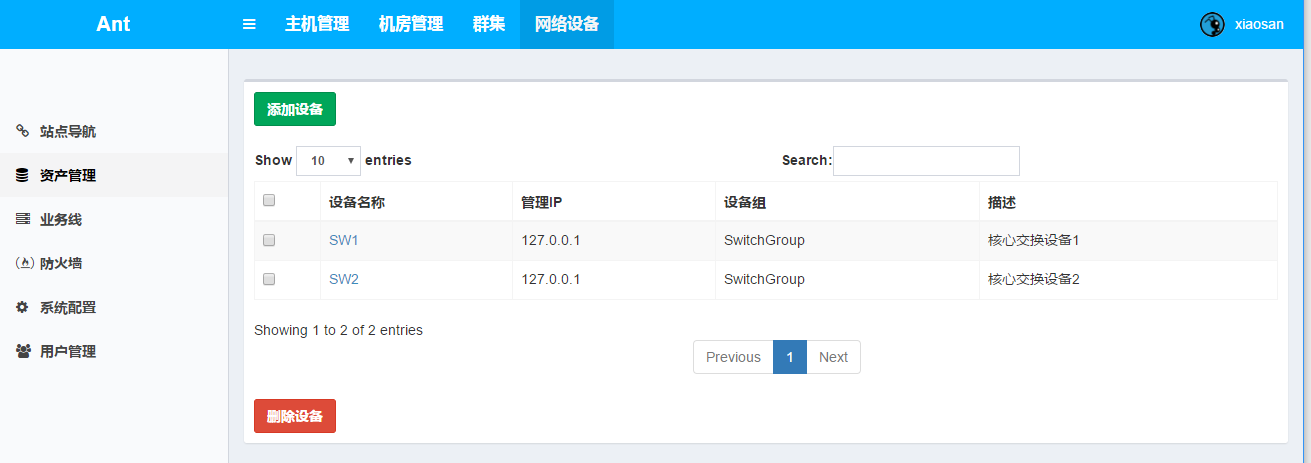 Ant 主机管理 机房管理 群集 网络设备 xiaosan
站点导航
资产管理
业务线
防火墙
系统配置
用户管理
添加设备
Show 10 entries Search:
设备名称 管理IP 设备组 描述
SW1 127.0.0.1 SwitchGroup 核心交换设备1
SW2 127.0.0.1 SwitchGroup 核心交换设备2
Showing 1 to 2 of 2 entries
Previous 1 Next
删除设备